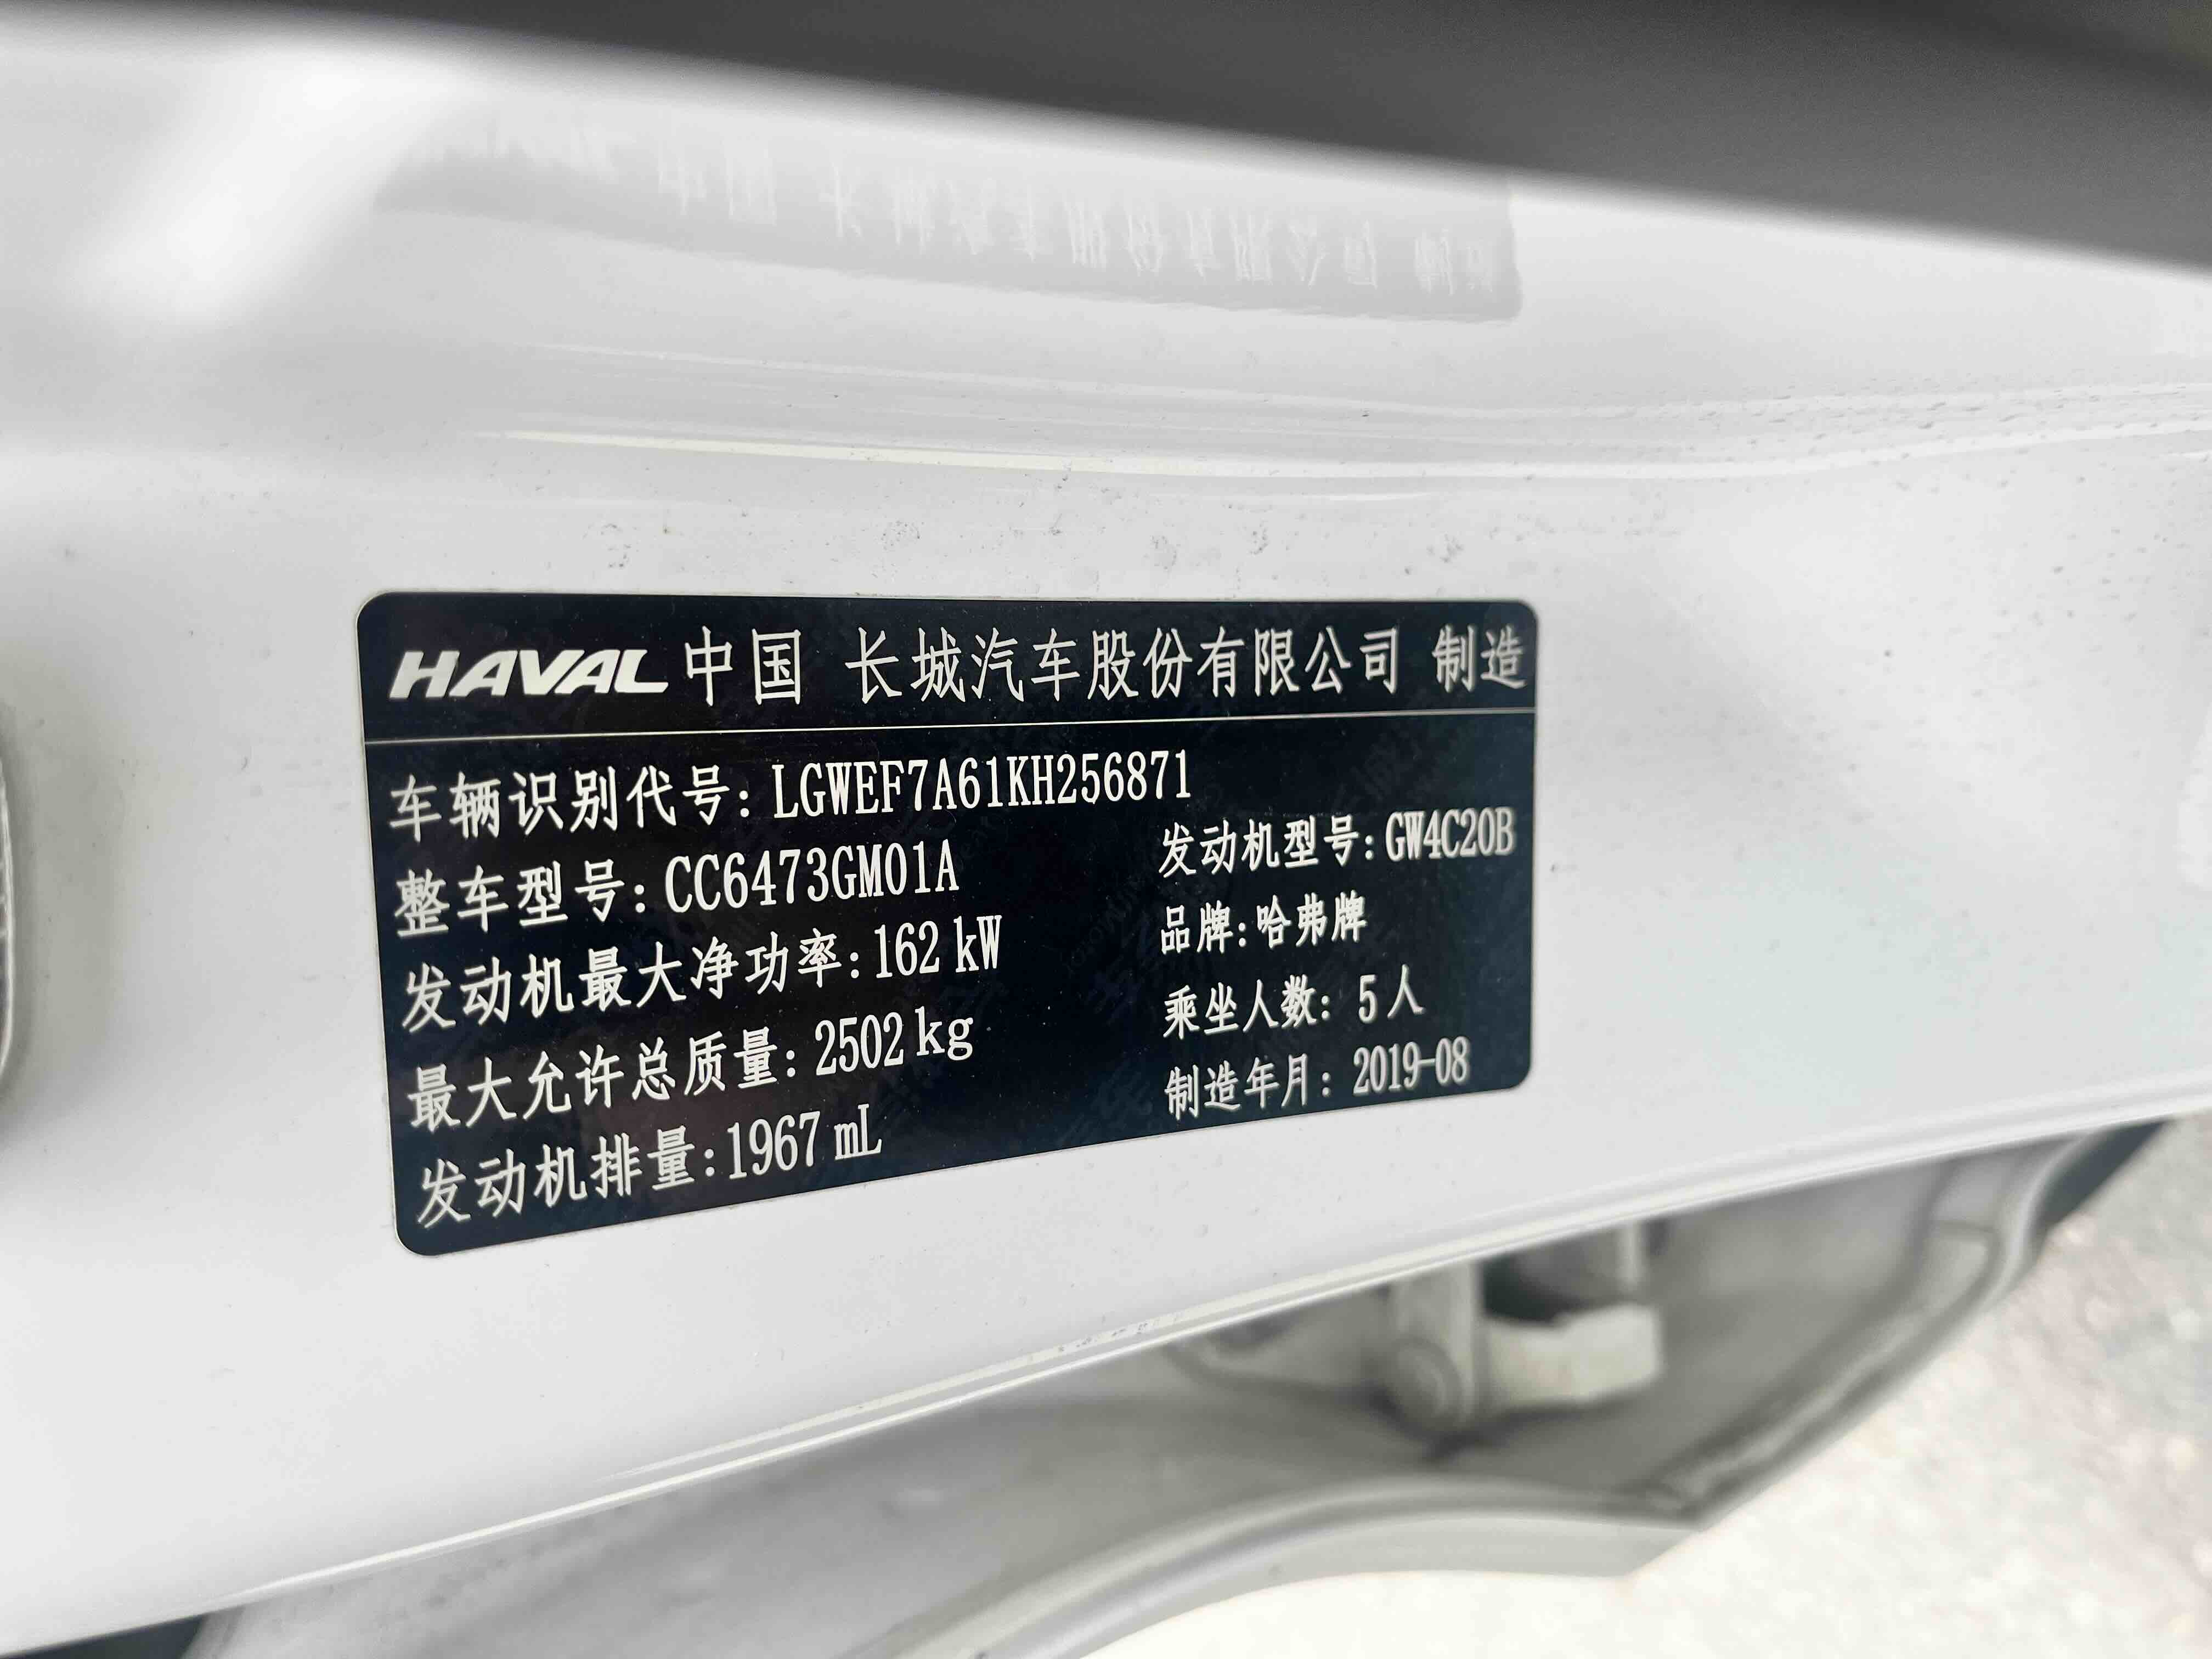 HAVAL 中国 长城汽车股份有限公司 制造
车辆识别代号: LGWEF7A61KH256871
整车型号: CC6473GM01A
发动机型号: GW4C20B
发动机最大净功率: 162 kW
品牌: 哈弗牌
最大允许总质量: 2502 kg
乘坐人数: 5 人
发动机排量: 1967 mL
制造年月: 2019-08